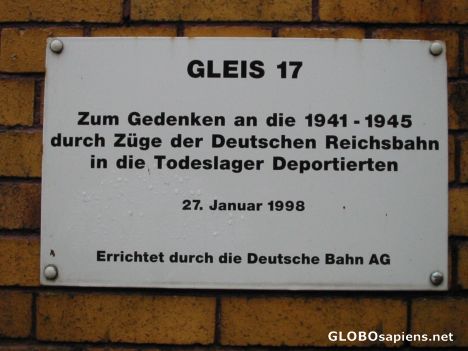 GLEIS 17
Zum Gedenken an die 1941 - 1945
durch Züge der Deutschen Reichsbahn
in die Todeslager Deportierten
27. Januar 1998
Errichtet durch die Deutsche Bahn AG
GLOBOsapiens.net